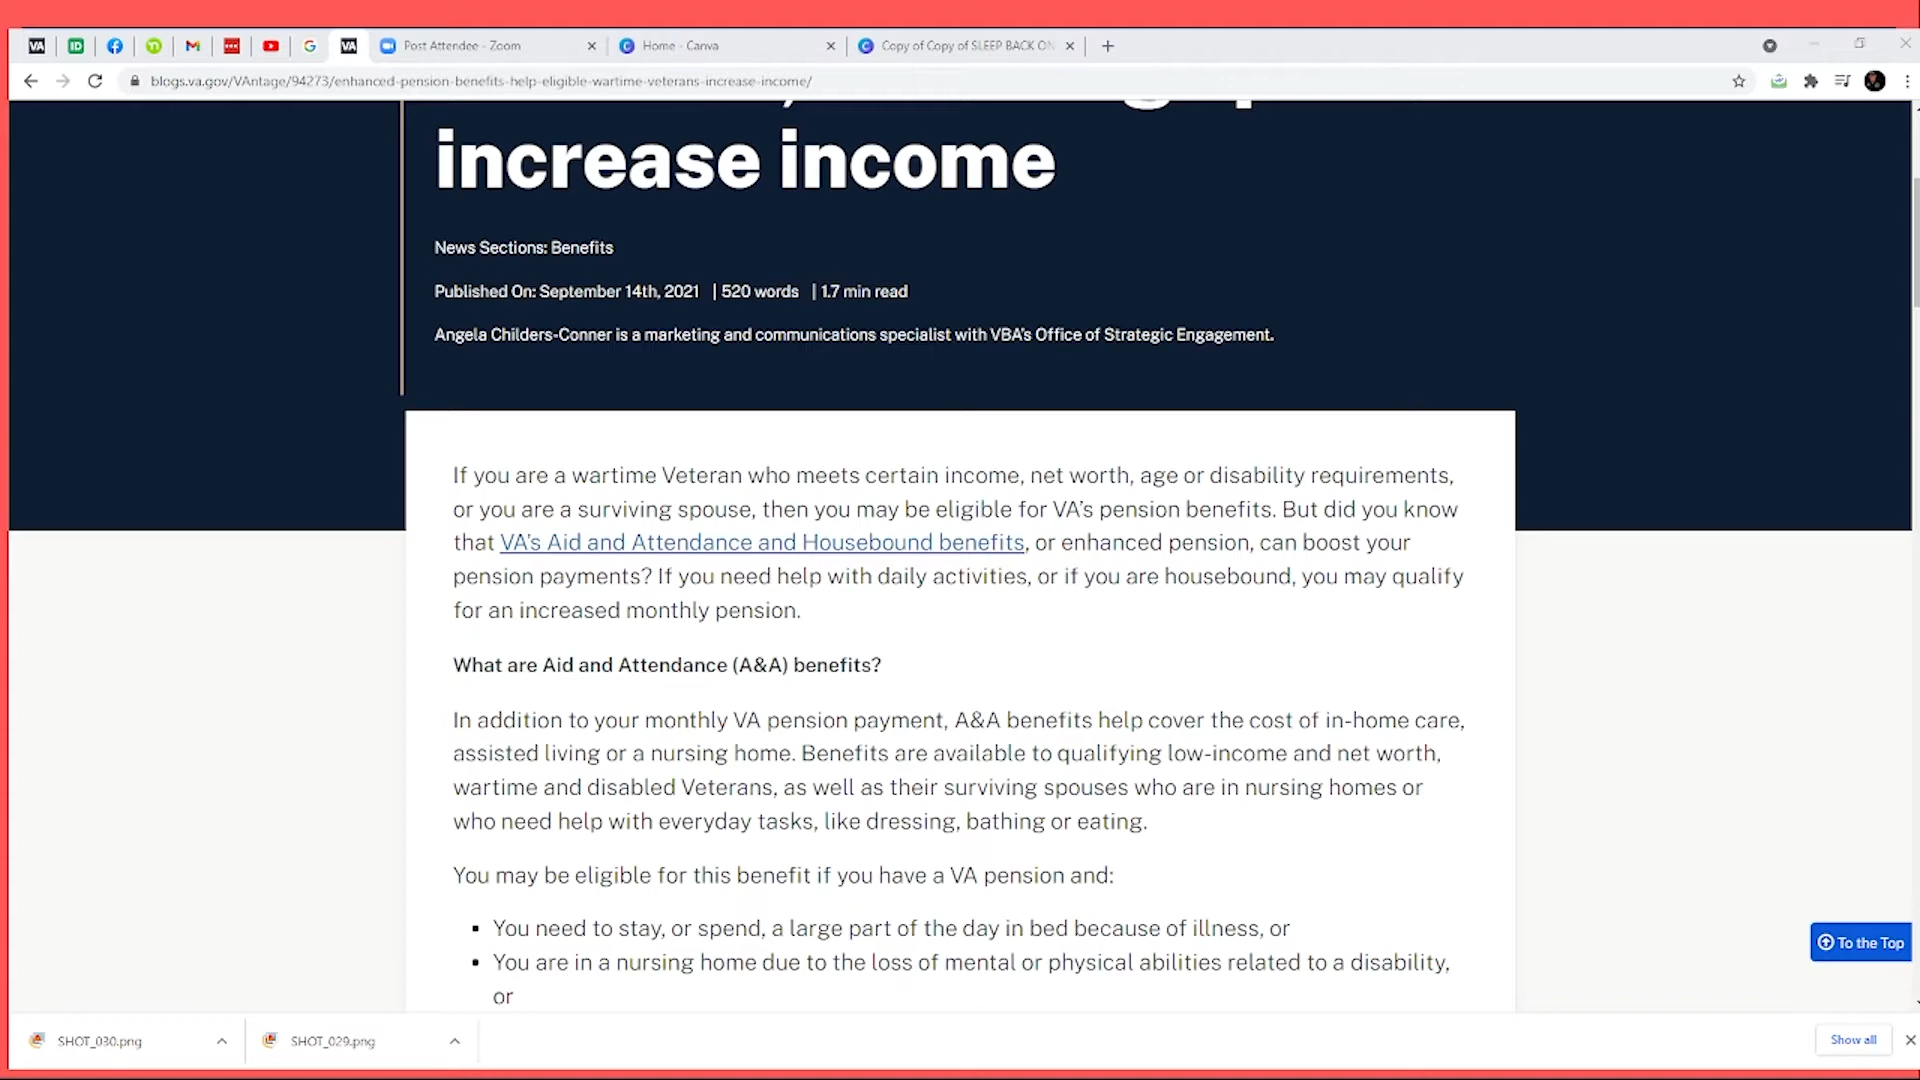 VA
ID
Post Attendee - Zoom
Home - Canva
Copy of Copy of SLEEP BACK ON
blogs.va.gov/VAntage/94273/enhanced-pension-benefits-help-eligible-wartime-veterans-increase-income/
increase income
News Sections: Benefits
Published On: September 14th, 2021 | 520 words | 1.7 min read
Angela Childers-Conner is a marketing and communications specialist with VBA's Office of Strategic Engagement.
If you are a wartime Veteran who meets certain income, net worth, age or disability requirements,
or you are a surviving spouse, then you may be eligible for VA's pension benefits. But did you know
that VA's Aid and Attendance and Housebound benefits, or enhanced pension, can boost your
pension payments? If you need help with daily activities, or if you are housebound, you may qualify
for an increased monthly pension.
What are Aid and Attendance (A&A) benefits?
In addition to your monthly VA pension payment, A&A benefits help cover the cost of in-home care,
assisted living or a nursing home. Benefits are available to qualifying low-income and net worth,
wartime and disabled Veterans, as well as their surviving spouses who are in nursing homes or
who need help with everyday tasks, like dressing, bathing or eating.
You may be eligible for this benefit if you have a VA pension and:
You need to stay, or spend, a large part of the day in bed because of illness, or
You are in a nursing home due to the loss of mental or physical abilities related to a disability,
or
To the Top
SHOT_030.png
SHOT_029.png
Show all